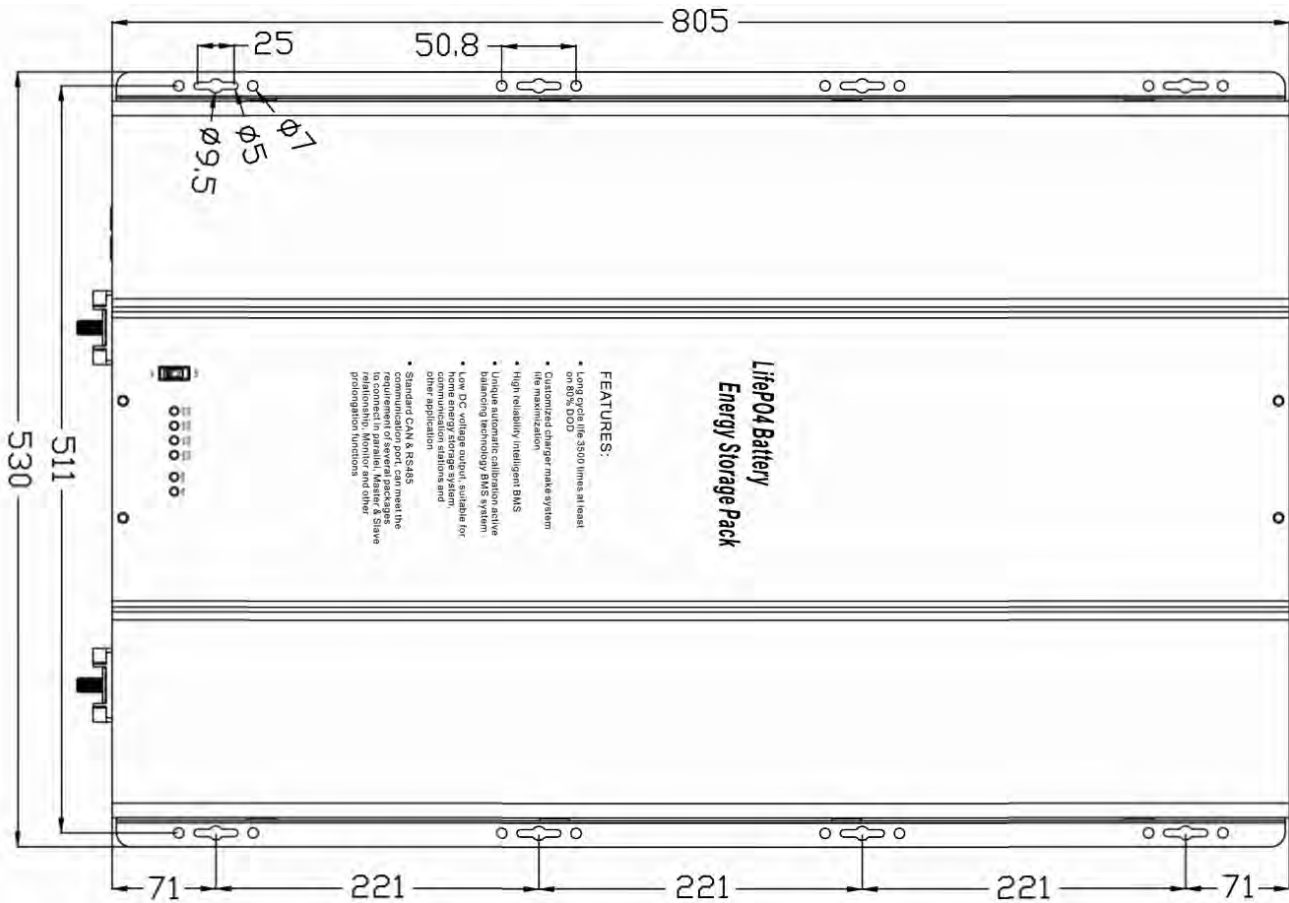 805
25
50.8
φ9.5
φ5
φ7
LifePO4 Battery
Energy Storage Pack
FEATURES:
• Long cycle life 3500 times at least
on 80% DOD
• Customized charger make system
life maximization
• High reliability intelligent BMS
• Unique automatic calibration active
balancing technology BMS system
• Low DC voltage output, suitable for
home energy storage system,
communication stations and
other application
• Standard CAN & RS485
communication port, can meet the
requirement of several packages
to connect in parallel, Master & Slave
relationship, Monitor and other
prolongation functions
530
511
71
221
221
221
71